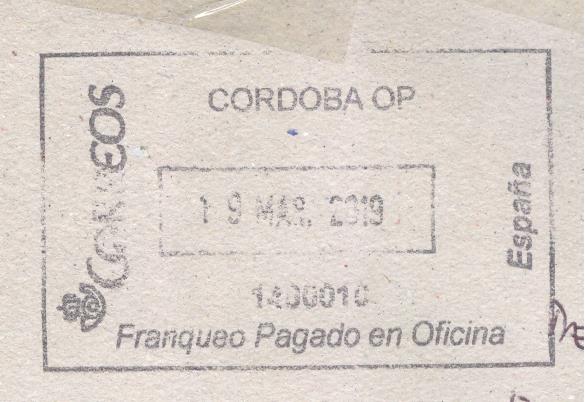 CORDOBA OP
CORREOS
19 MAR. 2019
España
1400010
Franqueo Pagado en Oficina